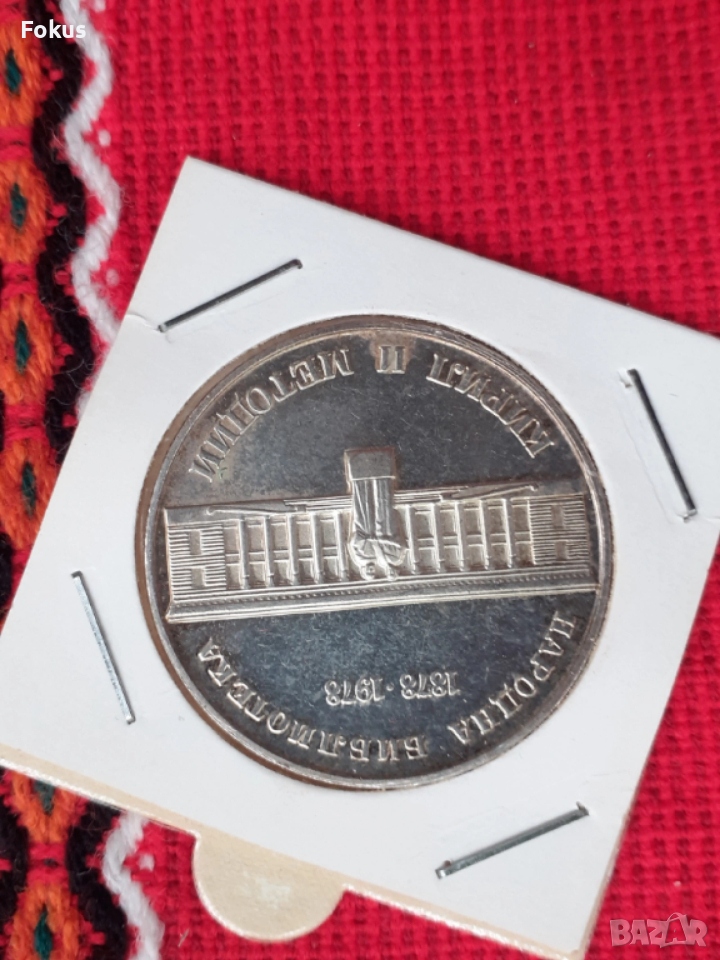 Fokus
НАРОДНА БИБЛИОТЕКА
1878·1978
КИРИЛ И МЕТОДИЙ
BAZAR